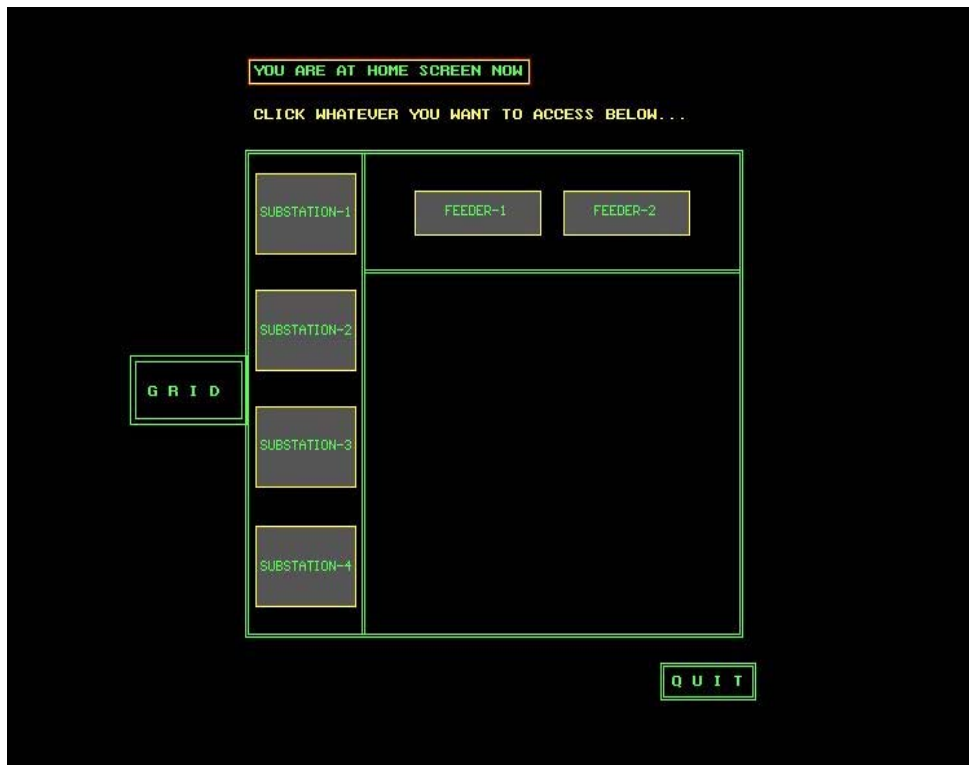 YOU ARE AT HOME SCREEN NOW
CLICK WHATEVER YOU WANT TO ACCESS BELOW...
SUBSTATION-1
FEEDER-1
FEEDER-2
SUBSTATION-2
G R I D
SUBSTATION-3
SUBSTATION-4
Q U I T